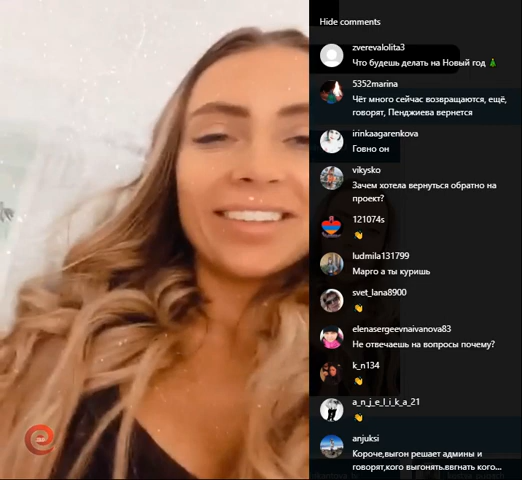 Hide comments
zverevalolita3
Что будешь делать на Новый год
5352marina
Чёт много сейчас возвращаются, ещё,
говорят, Пенджиева вернется
irinkaagarenkova
Говно он
vikysko
Зачем хотела вернуться обратно на
проект?
121074s
ludmila131799
Марго а ты куришь
svet_lana8900
elenasergeevnaivanova83
Не отвечаешь на вопросы почему?
k_n134
a_n_j_e_l_i_k_a_21
anjuksi
Короче,выгон решает админы и
говорят,кого выгонять.ввгнать кого...